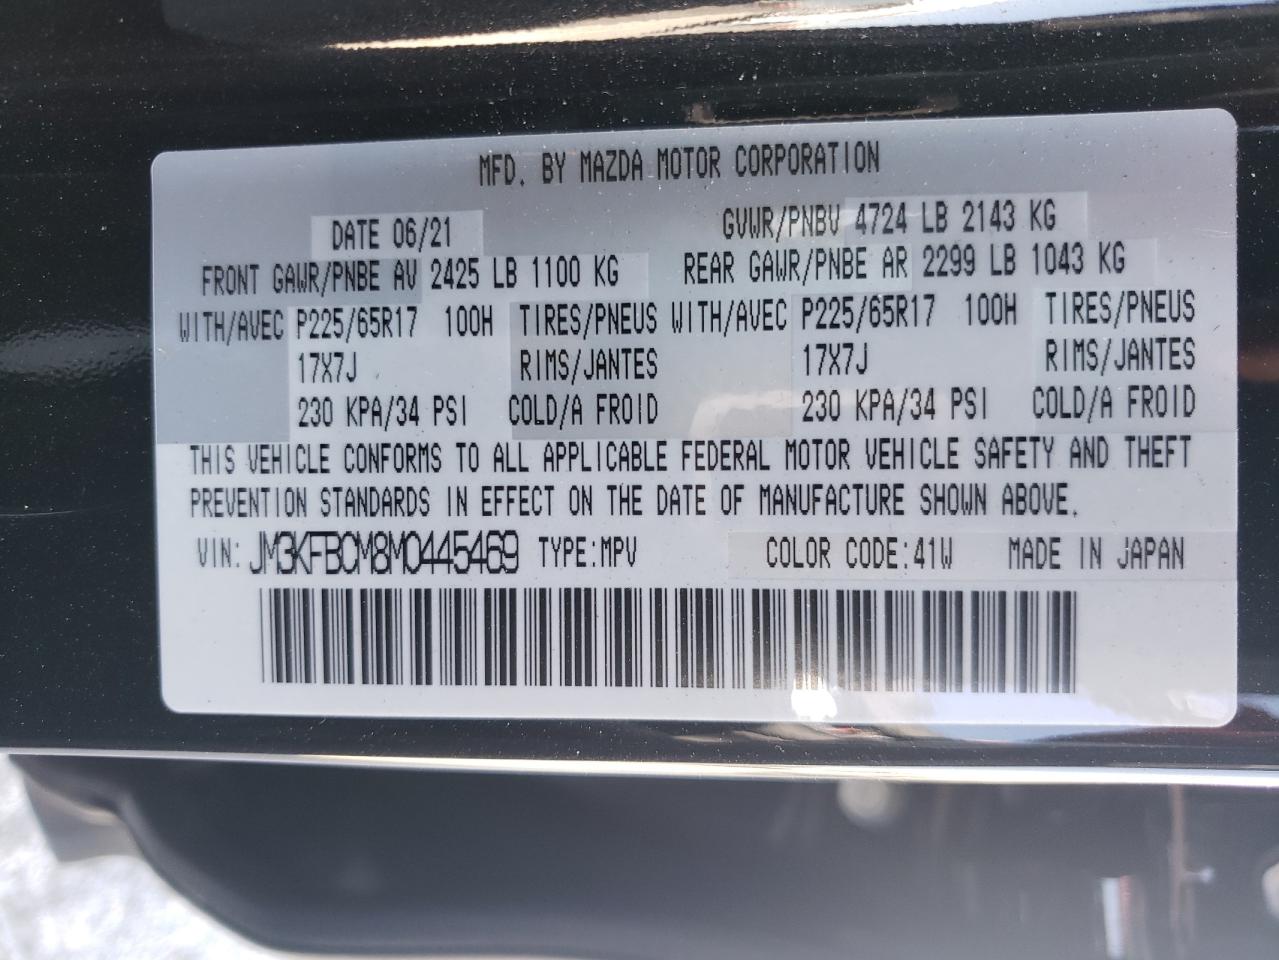 MFD. BY MAZDA MOTOR CORPORATION
DATE 06/21 GVWR/PNBV 4724 LB 2143 KG
FRONT GAWR/PNBE AV 2425 LB 1100 KG REAR GAWR/PNBE AR 2299 LB 1043 KG
WITH/AVEC P225/65R17 100H TIRES/PNEUS WITH/AVEC P225/65R17 100H TIRES/PNEUS
17X7J RIMS/JANTES 17X7J RIMS/JANTES
230 KPA/34 PSI COLD/A FROID 230 KPA/34 PSI COLD/A FROID
THIS VEHICLE CONFORMS TO ALL APPLICABLE FEDERAL MOTOR VEHICLE SAFETY AND THEFT
PREVENTION STANDARDS IN EFFECT ON THE DATE OF MANUFACTURE SHOWN ABOVE.
VIN: JM3KFBCM8M0445469 TYPE:MPV COLOR CODE:41W MADE IN JAPAN